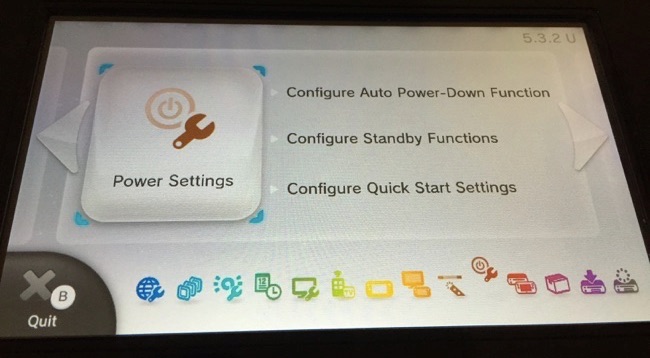 5.3.2 U
Configure Auto Power-Down Function
Configure Standby Functions
Power Settings
Configure Quick Start Settings
B
Quit